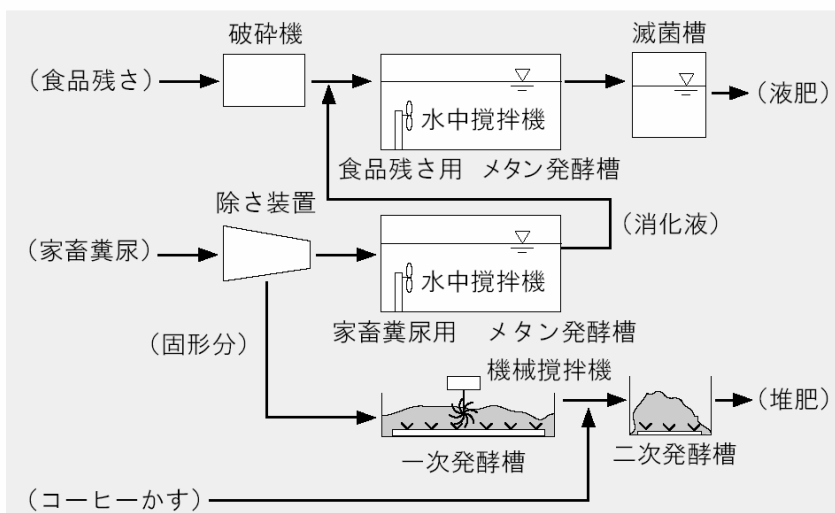 破砕機
滅菌槽
(食品残さ)
水中撹拌機
(液肥)
食品残さ用 メタン発酵槽
除さ装置
(消化液)
(家畜糞尿)
水中撹拌機
家畜糞尿用 メタン発酵槽
(固形分)
機械撹拌機
(堆肥)
一次発酵槽
二次発酵槽
(コーヒーかす)